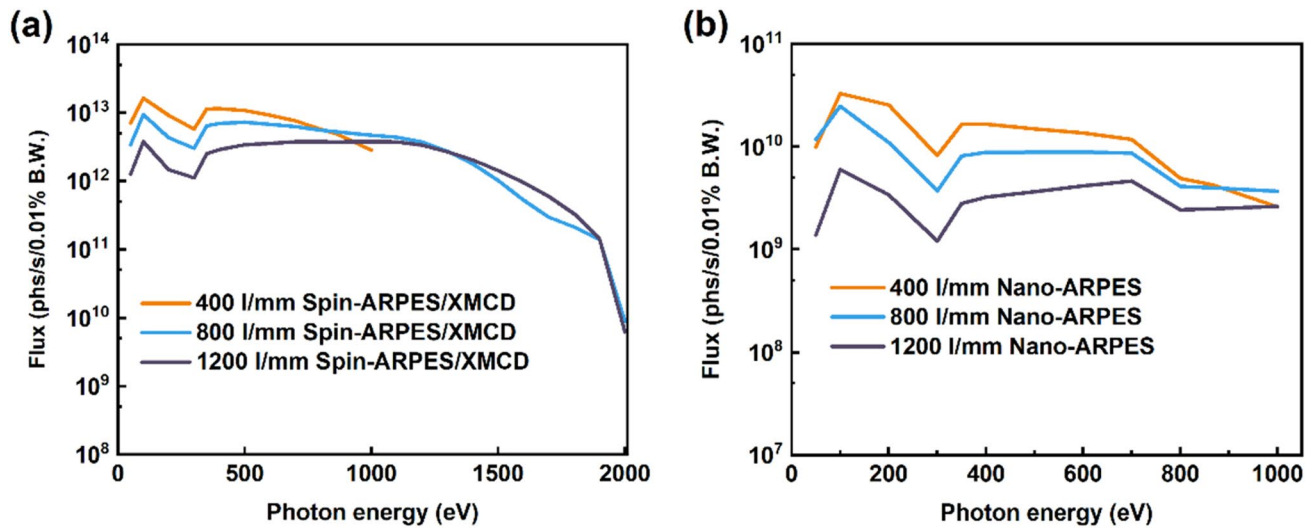 (a)
Flux (phs/s/0.01% B.W.)
10^14
10^13
10^12
10^11
10^10
10^9
10^8
400 l/mm Spin-ARPES/XMCD
800 l/mm Spin-ARPES/XMCD
1200 l/mm Spin-ARPES/XMCD
0 500 1000 1500 2000
Photon energy (eV)
(b)
Flux (phs/s/0.01% B.W.)
10^11
10^10
10^9
10^8
10^7
400 l/mm Nano-ARPES
800 l/mm Nano-ARPES
1200 l/mm Nano-ARPES
0 200 400 600 800 1000
Photon energy (eV)